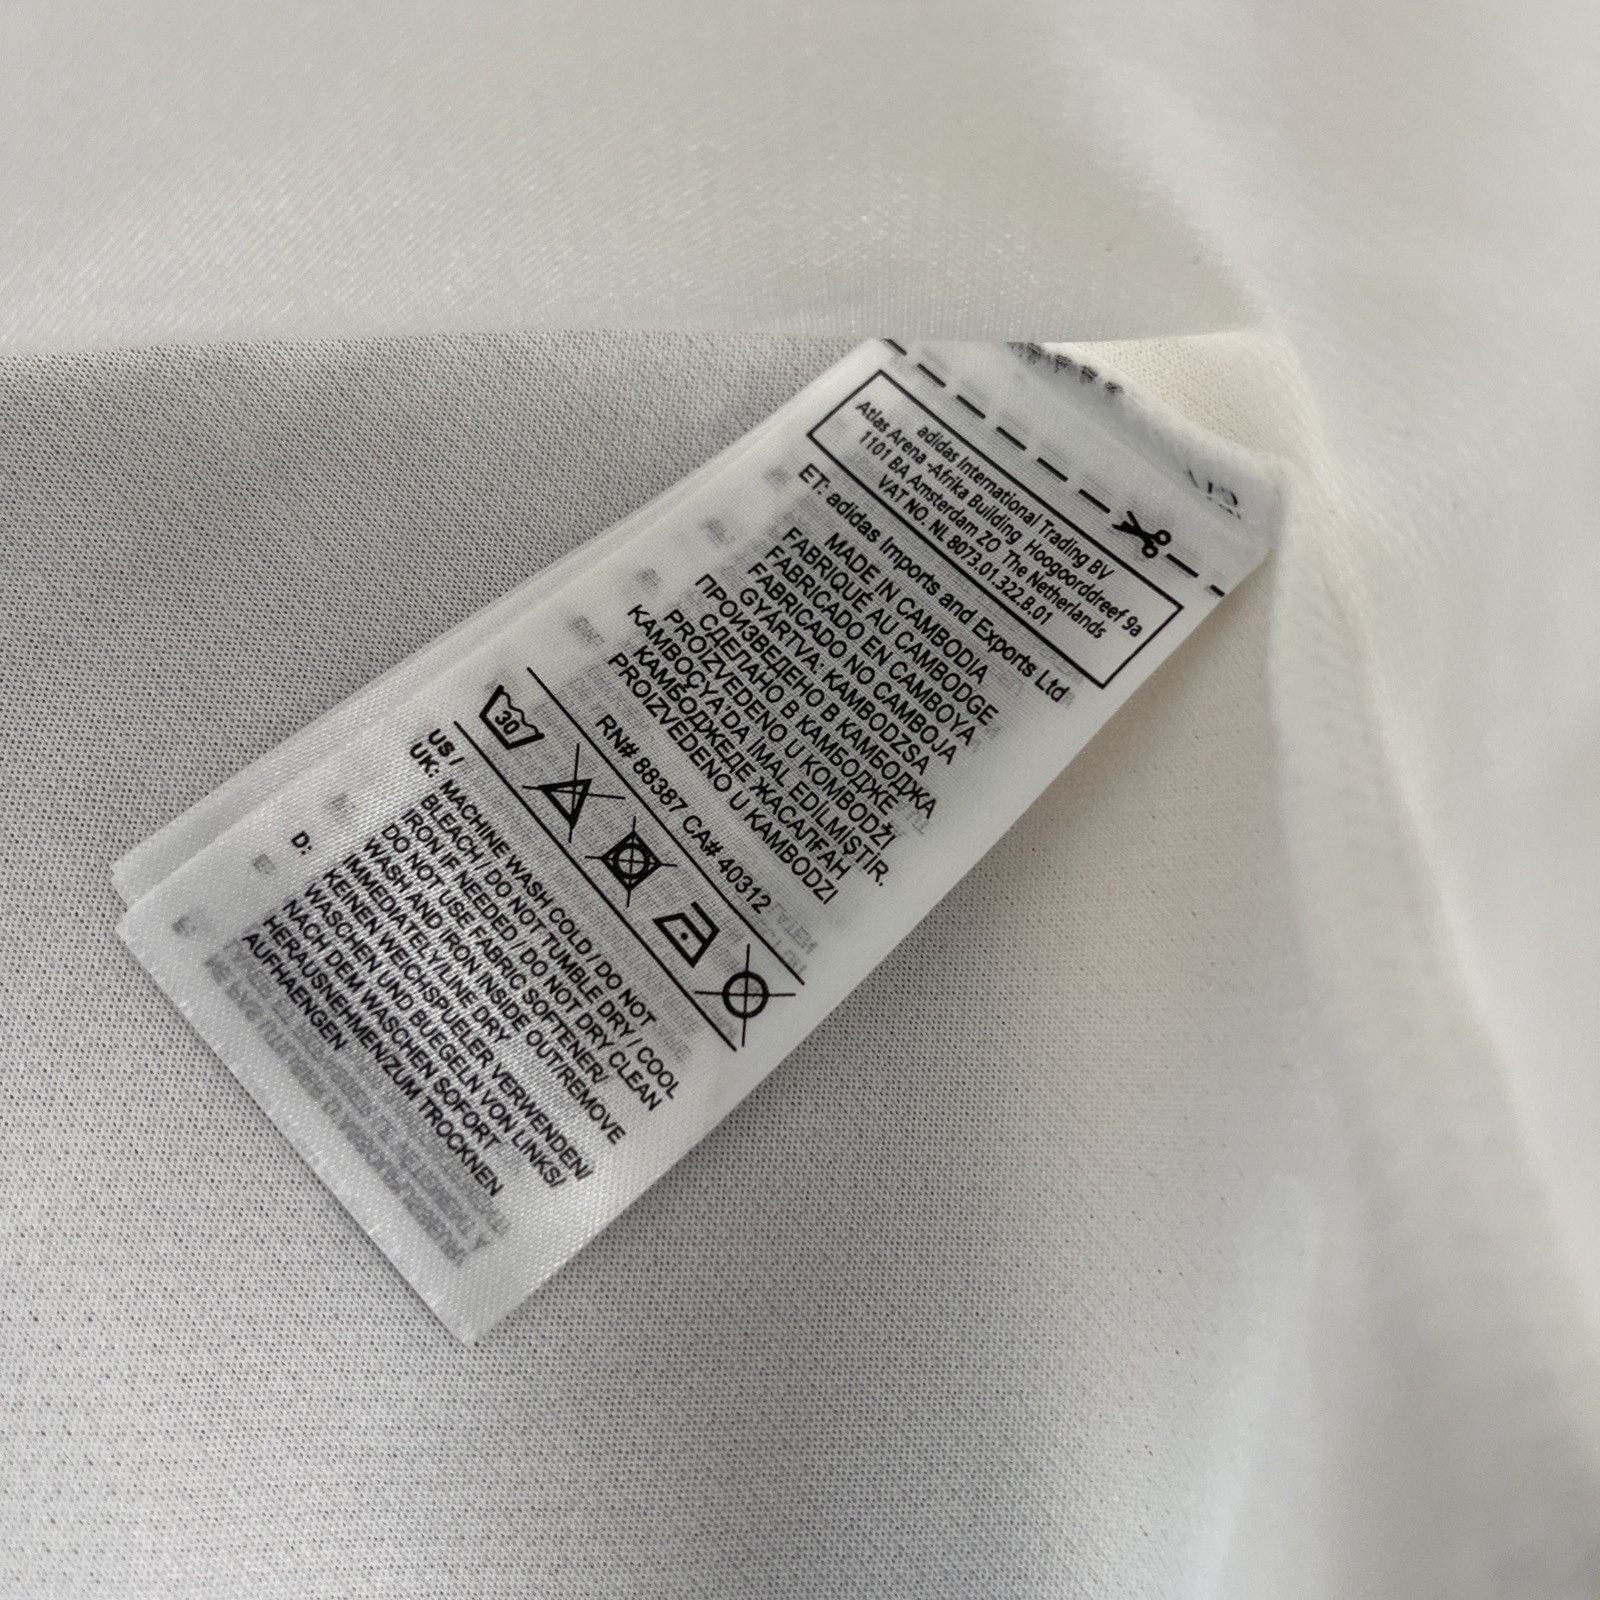 adidas International Trading BV
Atlas Arena -Afrika Building Hoogoorddreef 9a
1101 BA Amsterdam ZO The Netherlands
VAT NO. NL 8073.01.322.B.01
ET: adidas Imports and Exports Ltd
MADE IN CAMBODIA
FABRIQUÉ AU CAMBODGE
FABRICADO EN CAMBOYA
FABRICADO NO CAMBOJA
GYÁRTVA: KAMBODZSA
ПРОИЗВЕДЕНО В КАМБОДЖА
СДЕЛАНО В КАМБОДЖЕ
PROIZVEDENO U KOMBODŽI
KAMBOÇYA'DA İMAL EDİLMİŞTİR.
КАМБОДЖЕДЕ ЖАСАЛҒАН
PROIZVEDENO U KAMBODZI
RN# 88387 CA# 40312
30
US /
UK: MACHINE WASH COLD / DO NOT
BLEACH / DO NOT TUMBLE DRY / COOL
IRON IF NEEDED / DO NOT DRY CLEAN
DO NOT USE FABRIC SOFTENER/
WASH AND IRON INSIDE OUT/REMOVE
IMMEDIATELY/LINE DRY
D: KEINEN WEICHSPUELER VERWENDEN/
WASCHEN UND BUEGELN VON LINKS/
NACH DEM WASCHEN SOFORT
HERAUSNEHMEN/ZUM TROCKNEN
AUFHAENGEN